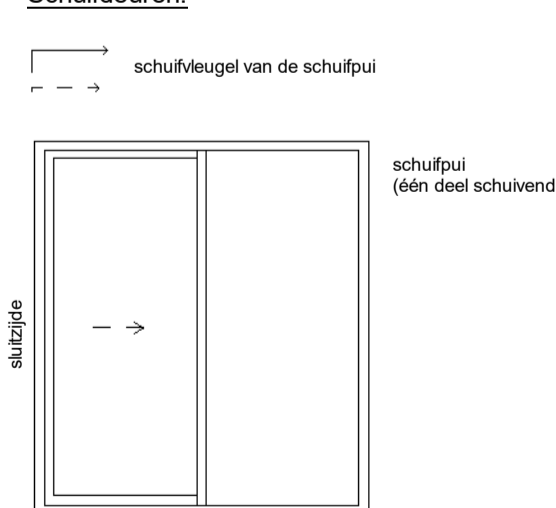 Schuifdeuren:
schuifvleugel van de schuifpui
schuifpui
(één deel schuivend
sluitzijde